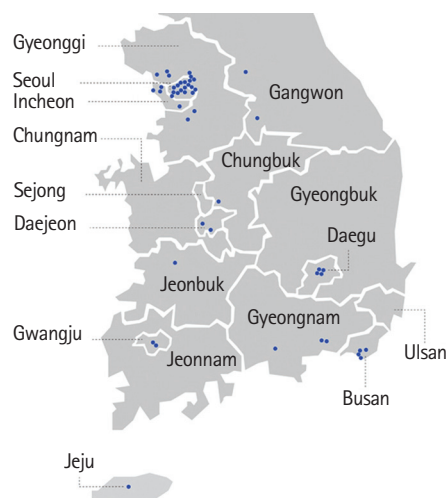 Gyeonggi
Seoul
Incheon
Gangwon
Chungnam
Chungbuk
Sejong
Gyeongbuk
Daejeon
Daegu
Jeonbuk
Gyeongnam
Gwangju
Jeonnam
Ulsan
Busan
Jeju